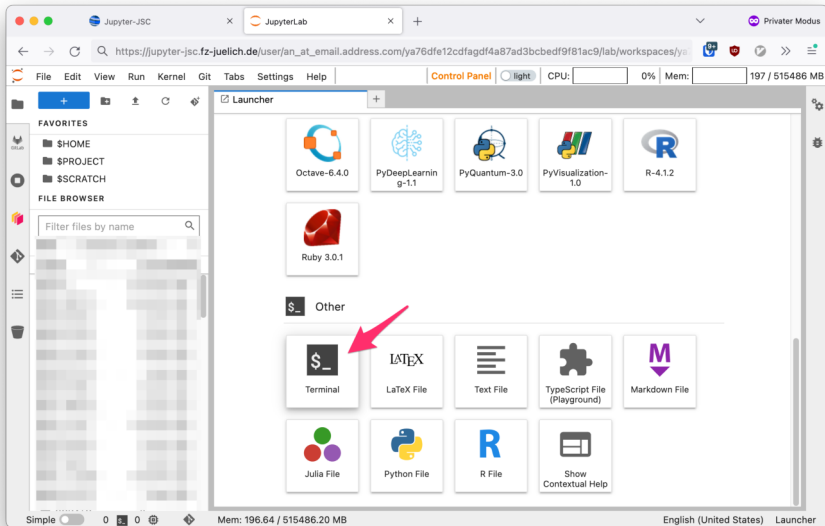 Jupyter-JSC
JupyterLab
Privater Modus
https://jupyter-jsc.fz-juelich.de/user/an_at_email.address.com/ya76dfe12cdfagdf4a87ad3bcbedf9f81ac9/lab/workspaces/ya
9+
File Edit View Run Kernel Git Tabs Settings Help
Control Panel light CPU: 0% Mem: 197 / 515486 MB
Launcher
FAVORITES
$HOME
$PROJECT
$SCRATCH
FILE BROWSER
Filter files by name
Octave-6.4.0
PyDeepLearnin
g-1.1
PyQuantum-3.0
PyVisualization-
1.0
R-4.1.2
Ruby 3.0.1
$_ Other
$_
Terminal
LATEX
LaTeX File
Text File
TypeScript File
(Playground)
M
Markdown File
Julia File
Python File
R
R File
Show
Contextual Help
Simple 0 $_ 0 Mem: 196.64 / 515486.20 MB English (United States) Launcher